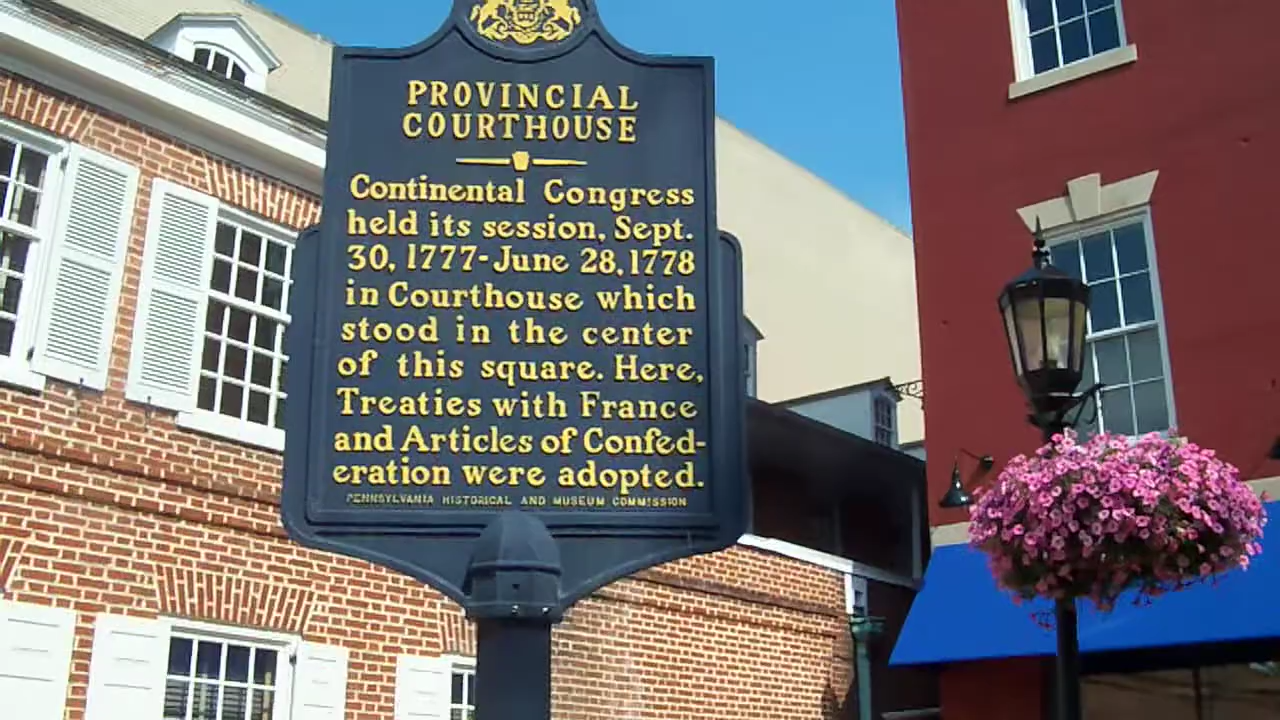 PROVINCIAL
COURTHOUSE
Continental Congress
held its session, Sept.
30, 1777-June 28, 1778
in Courthouse which
stood in the center
of this square. Here,
Treaties with France
and Articles of Confed-
eration were adopted.
PENNSYLVANIA HISTORICAL AND MUSEUM COMMISSION